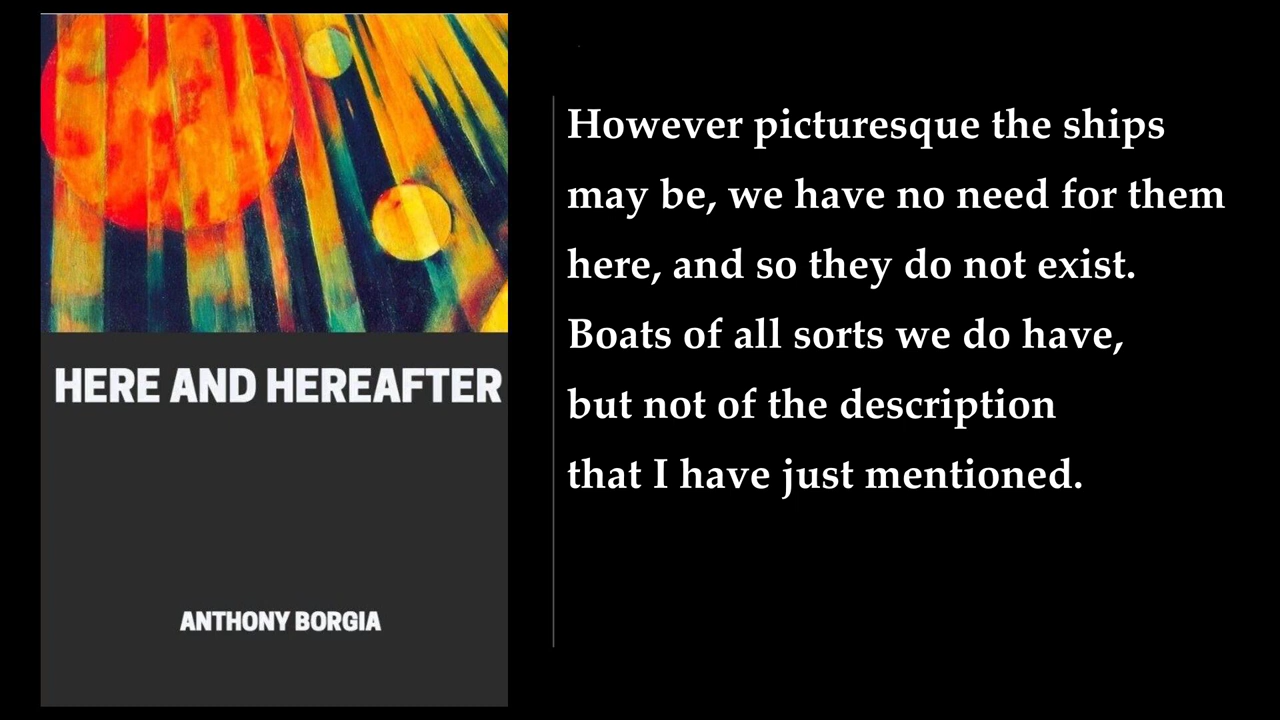 HERE AND HEREAFTER
ANTHONY BORGIA
However picturesque the ships
may be, we have no need for them
here, and so they do not exist.
Boats of all sorts we do have,
but not of the description
that I have just mentioned.